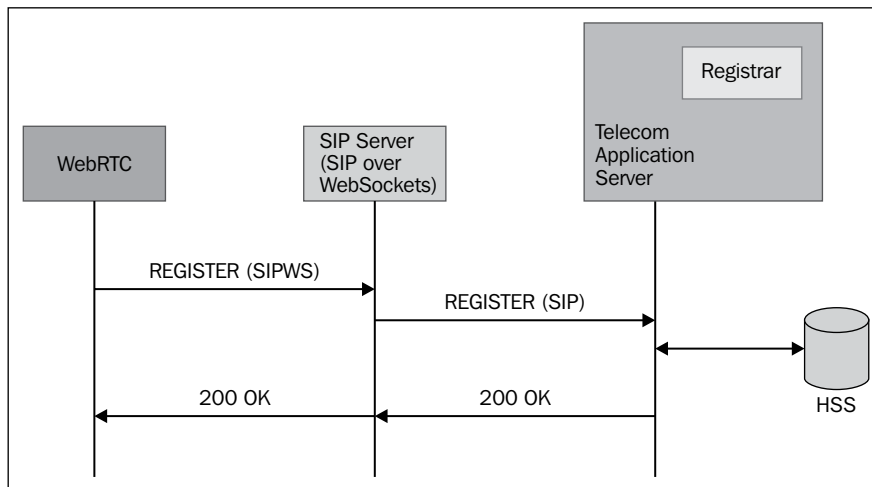 Registrar
Telecom
Application
Server
SIP Server
(SIP over
WebSockets)
WebRTC
REGISTER (SIPWS)
REGISTER (SIP)
200 OK
200 OK
HSS